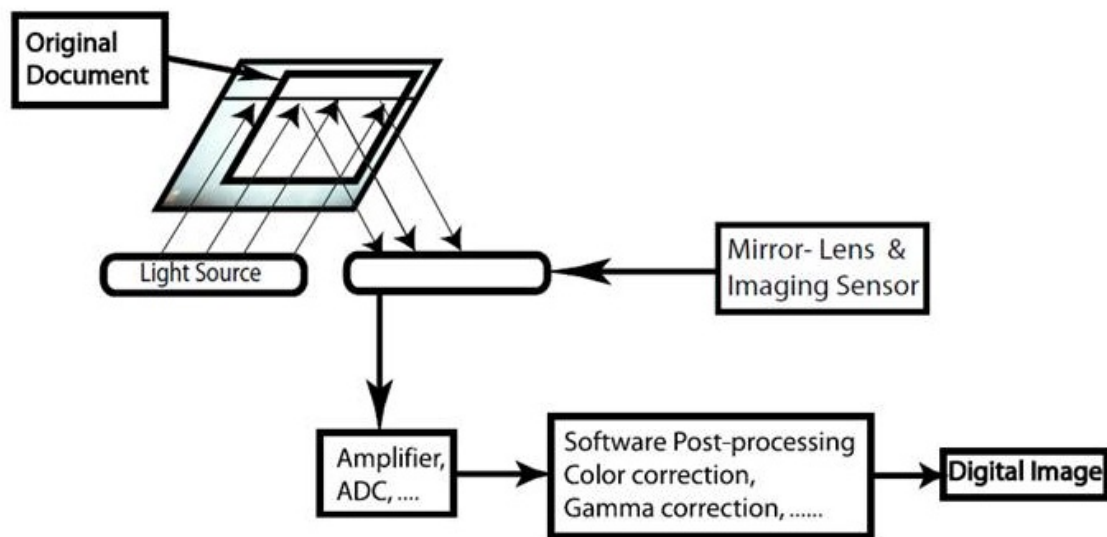 Original
Document
Light Source
Mirror- Lens &
Imaging Sensor
Amplifier,
ADC, ....
Software Post-processing
Color correction,
Gamma correction, ......
Digital Image